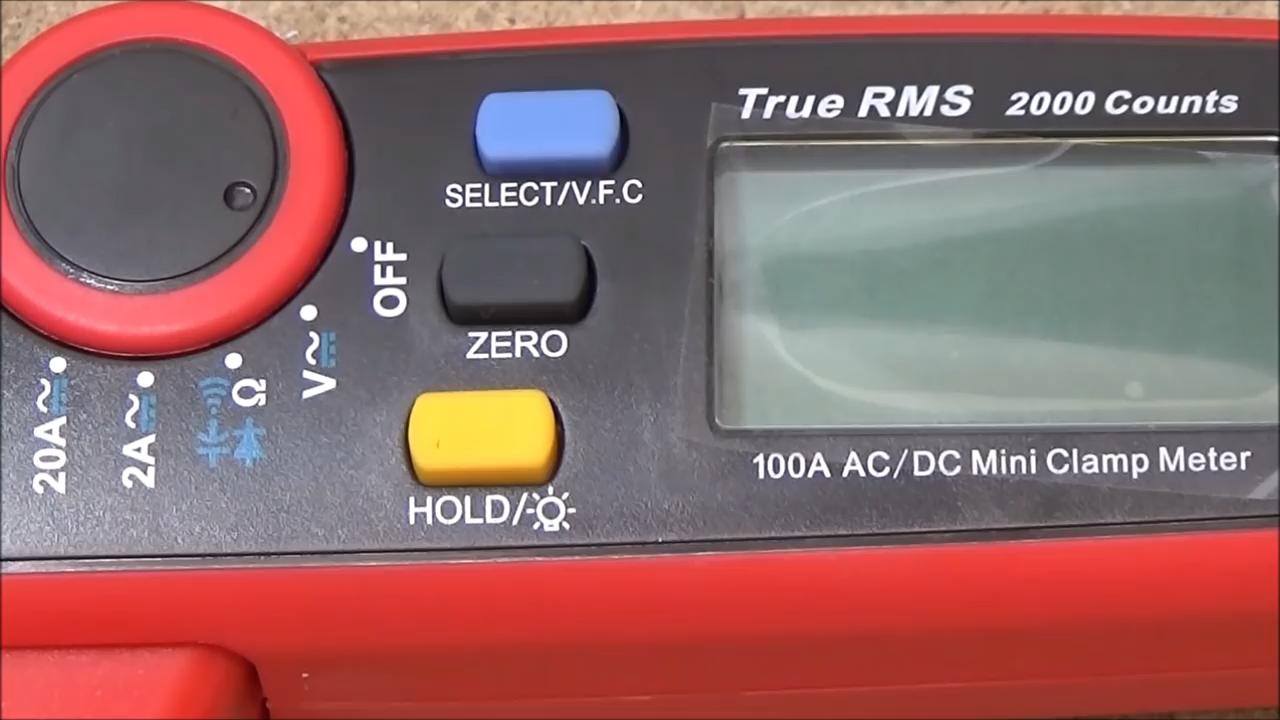 True RMS 2000 Counts
SELECT/V.F.C
OFF
ZERO
V
Ω
2A
20A
HOLD/
100A AC/DC Mini Clamp Meter